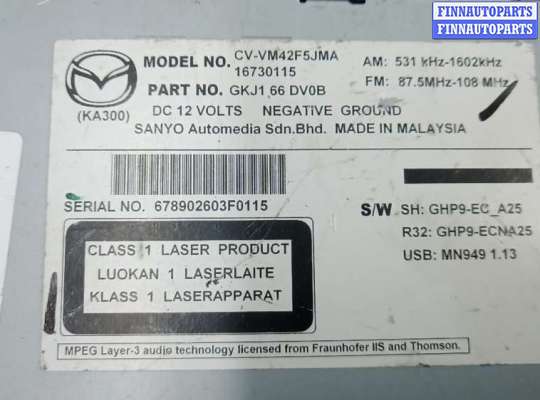 FINNAUTOPARTS
FINNAUTOPARTS
FINNAUTOPARTS
MODEL NO. CV-VM42F5JMA
16730115
AM: 531 kHz-1602kHz
PART NO. GKJ1 66 DV0B
FM: 87.5MHz-108 MHz
(KA300)
DC 12 VOLTS NEGATIVE GROUND
SANYO Automedia Sdn.Bhd. MADE IN MALAYSIA
SERIAL NO. 678902603F0115
S/W SH: GHP9-EC_A25
R32: GHP9-ECNA25
USB: MN949 1.13
CLASS 1 LASER PRODUCT
LUOKAN 1 LASERLAITE
KLASS 1 LASERAPPARAT
MPEG Layer-3 audio technology licensed from Fraunhofer IIS and Thomson.